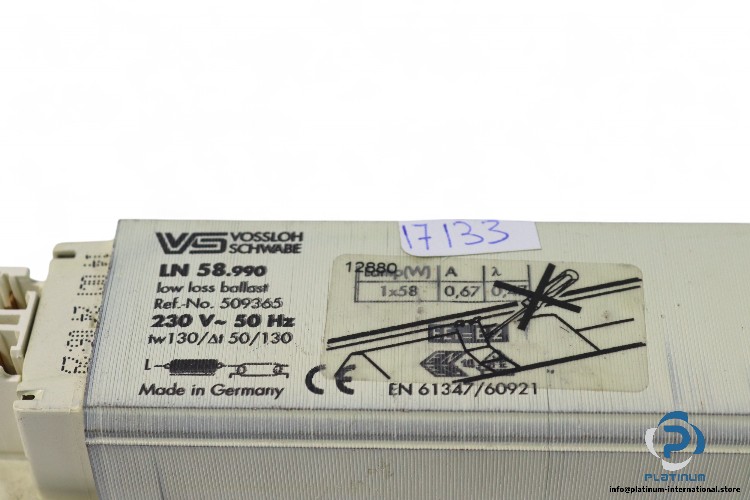 17133
VS VOSSLOH
SCHWABE
LN 58.990
low loss ballast
Ref.-No. 509365
230 V~ 50 Hz
tw130/Δt 50/130
L
Made in Germany
CE
12880
(W) A λ
1x58 0,67
EN 61347/60921
PLATINUM
info@platinum-international.store